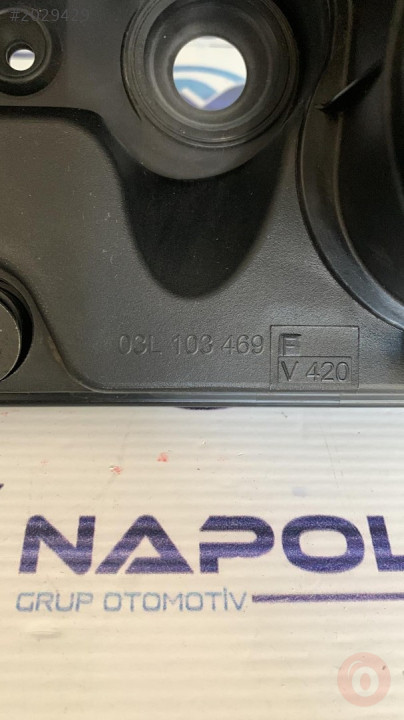 #2029429
03L 103 469 F
V 420
NAPOL
GRUP OTOMOTİV